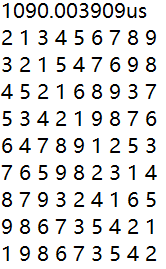 1090.003909us
2 1 3 4 5 6 7 8 9
3 2 1 5 4 7 6 9 8
4 5 2 1 6 8 9 3 7
5 3 4 2 1 9 8 7 6
6 4 7 8 9 1 2 5 3
7 6 5 9 8 2 3 1 4
8 7 9 3 2 4 1 6 5
9 8 6 7 3 5 4 2 1
1 9 8 6 7 3 5 4 2